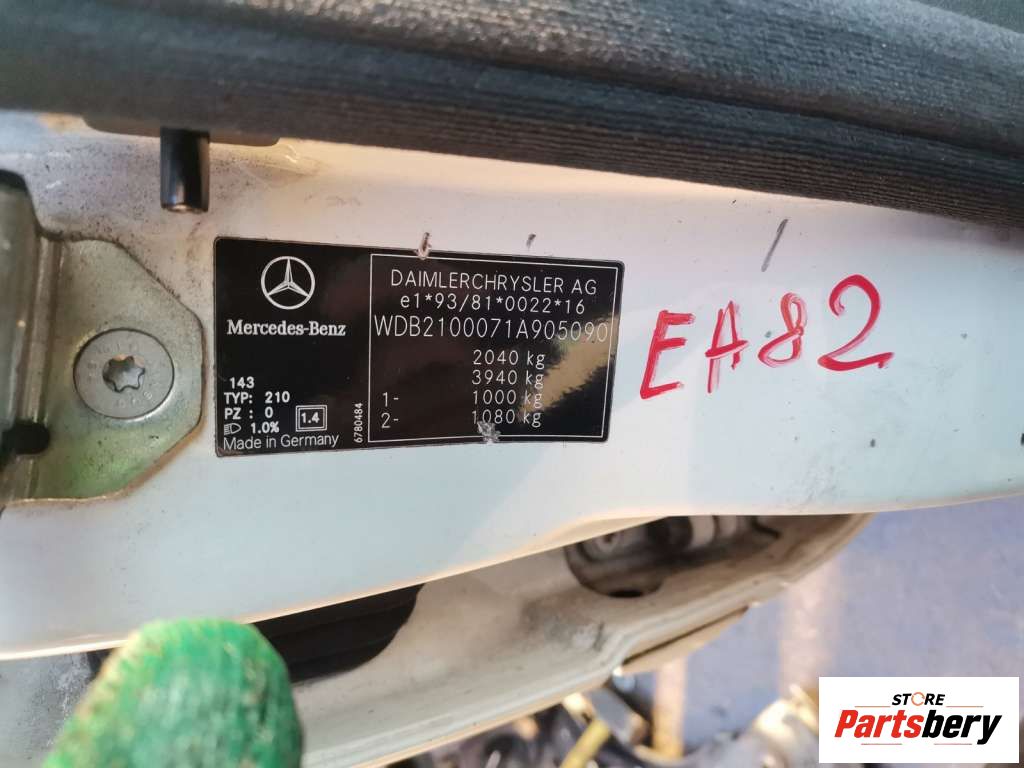 Mercedes-Benz
143
TYP: 210
PZ : 0
1.0%
1.4
Made in Germany
6780484
DAIMLERCHRYSLER AG
e1*93/81*0022*16
WDB2100071A905090
2040 kg
3940 kg
1- 1000 kg
2- 1080 kg
EA82
STORE
Partsbery